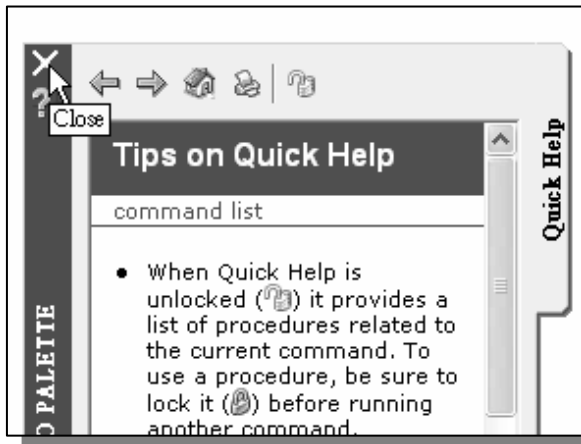 ?
Close
Tips on Quick Help
command list
• When Quick Help is
unlocked () it provides a
list of procedures related to
the current command. To
use a procedure, be sure to
lock it () before running
another command.
Quick Help
O PALETTE